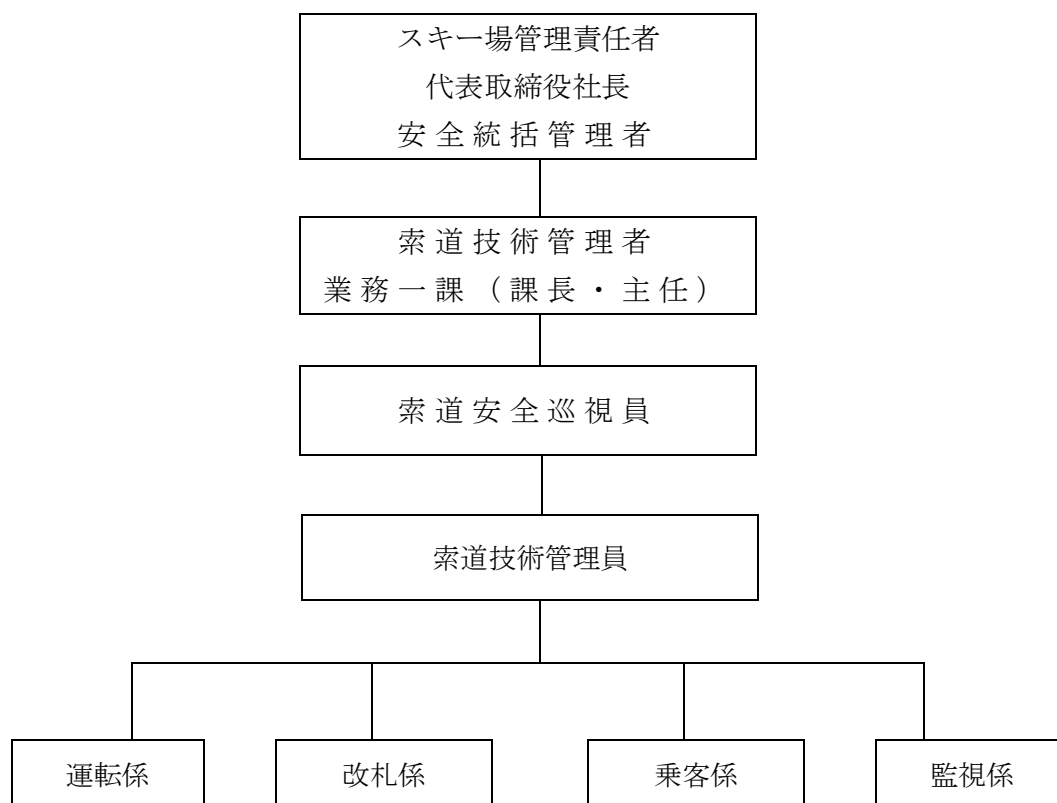 スキー場管理責任者
代表取締役社長
安全統括管理者
索道技術管理者
業務一課（課長・主任）
索道安全巡視員
索道技術管理員
運転係
改札係
乗客係
監視係